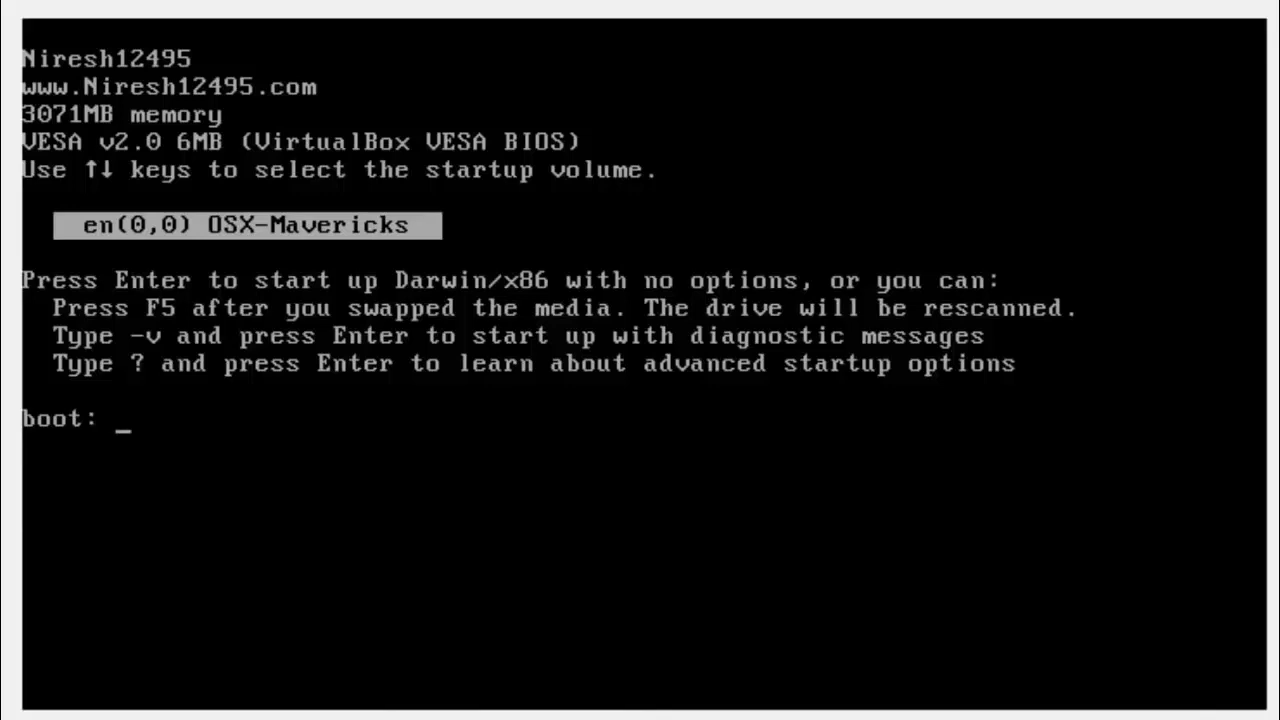 Niresh12495
www.Niresh12495.com
3071MB memory
VESA v2.0 6MB (VirtualBox VESA BIOS)
Use ↑↓ keys to select the startup volume.
en(0,0) OSX-Mavericks
Press Enter to start up Darwin/x86 with no options, or you can:
Press F5 after you swapped the media. The drive will be rescanned.
Type -v and press Enter to start up with diagnostic messages
Type ? and press Enter to learn about advanced startup options
boot: _